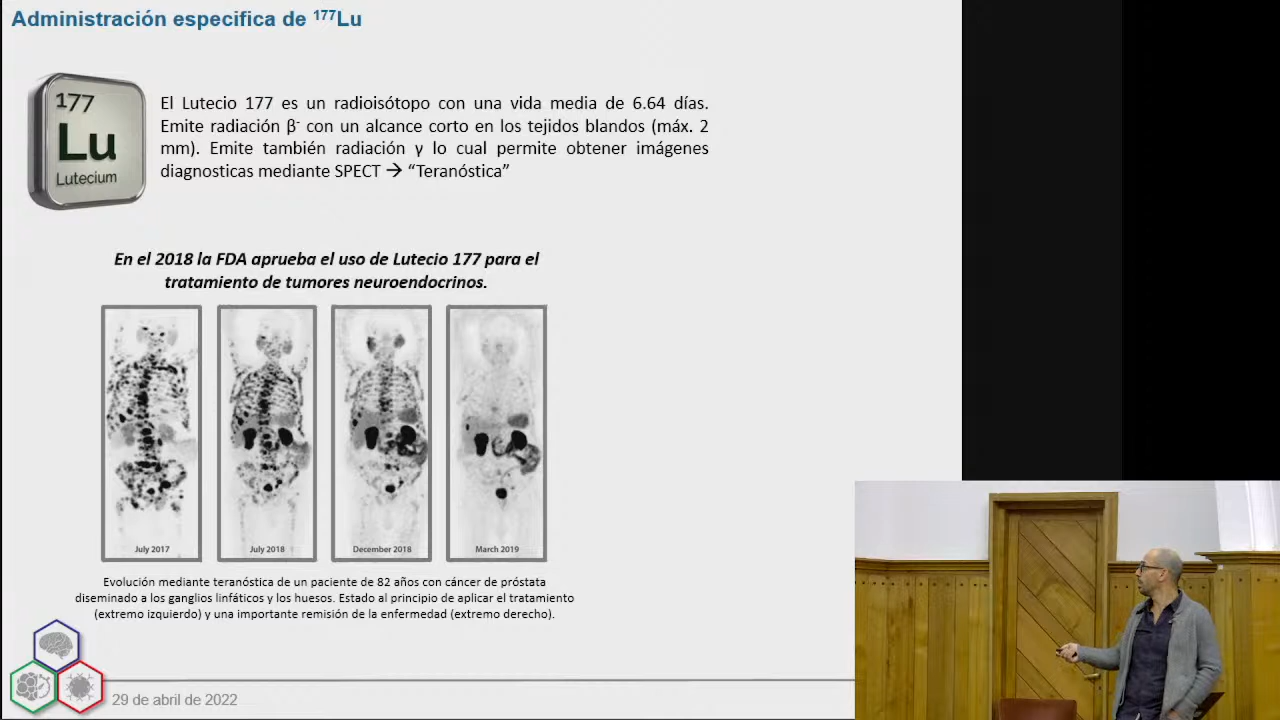 Administración especifica de ¹⁷⁷Lu
177
Lu
Lutecium
El Lutecio 177 es un radioisótopo con una vida media de 6.64 días.
Emite radiación β⁻ con un alcance corto en los tejidos blandos (máx. 2
mm). Emite también radiación γ lo cual permite obtener imágenes
diagnosticas mediante SPECT → “Teranóstica”
En el 2018 la FDA aprueba el uso de Lutecio 177 para el
tratamiento de tumores neuroendocrinos.
July 2017
July 2018
December 2018
March 2019
Evolución mediante teranóstica de un paciente de 82 años con cáncer de próstata
diseminado a los ganglios linfáticos y los huesos. Estado al principio de aplicar el tratamiento
(extremo izquierdo) y una importante remisión de la enfermedad (extremo derecho).
29 de abril de 2022